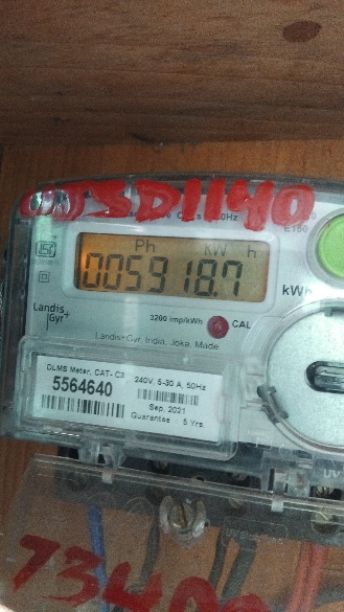 SD1140
E150
Ph kW h
005918.7
kWh
Landis
Gyr+
3200 imp/kWh
CAL
Landis+Gyr, India, Joka, Made
DLMS Meter, CAT- C3
5564640
240V, 5-30 A, 50Hz
Sep, 2021
Guarantee 5 Yrs.